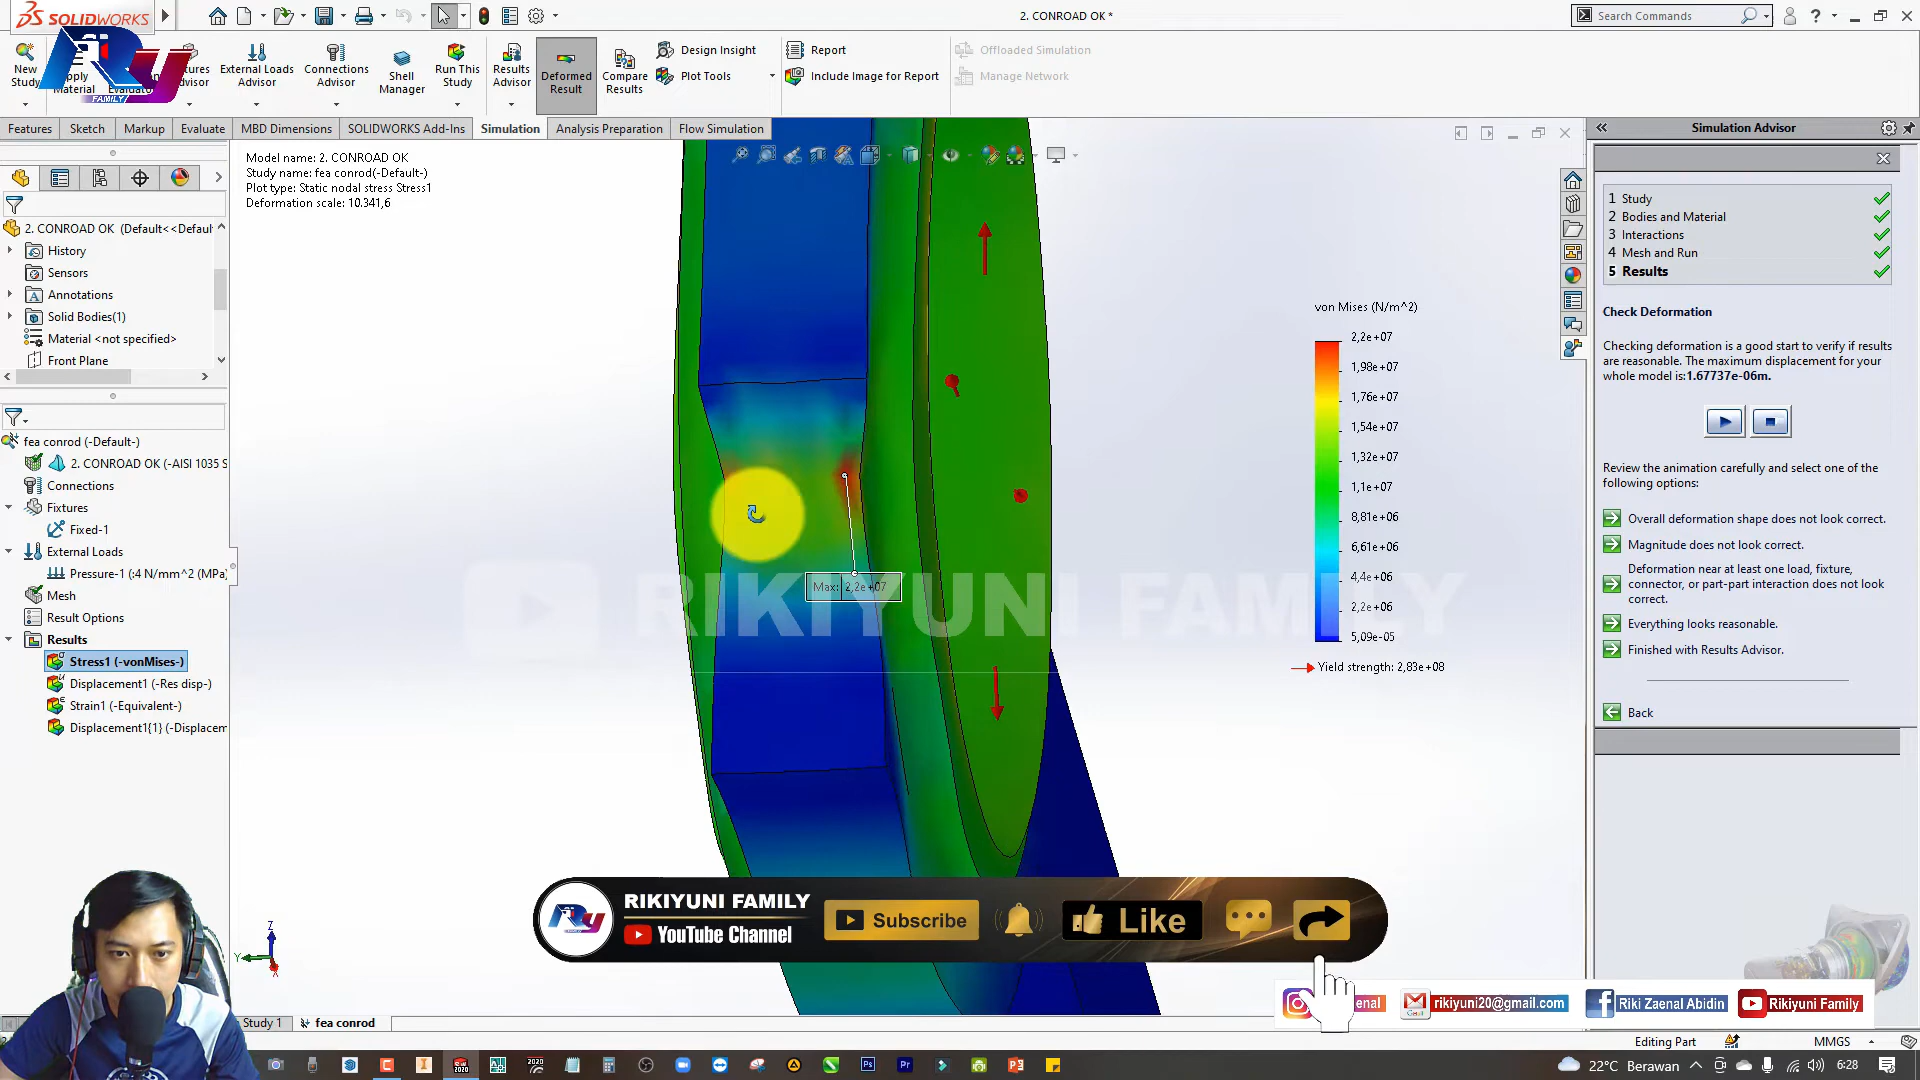 SOLIDWORKS
2. CONROAD OK *
Search Commands
New Study
Material
Advisor
External Loads Advisor
Connections Advisor
Shell Manager
Run This Study
Results Advisor
Deformed Result
Compare Results
Design Insight
Plot Tools
Report
Include Image for Report
Offloaded Simulation
Manage Network
Ry
FAMILY
Features
Sketch
Markup
Evaluate
MBD Dimensions
SOLIDWORKS Add-Ins
Simulation
Analysis Preparation
Flow Simulation
Model name: 2. CONROAD OK
Study name: fea conrod(-Default-)
Plot type: Static nodal stress Stress1
Deformation scale: 10.341,6
2. CONROAD OK (Default<<Defaul
History
Sensors
Annotations
Solid Bodies(1)
Material <not specified>
Front Plane
fea conrod (-Default-)
2. CONROAD OK (-AISI 1035 S
Connections
Fixtures
Fixed-1
External Loads
Pressure-1 (:4 N/mm^2 (MPa)
Mesh
Result Options
Results
Stress1 (-vonMises-)
Displacement1 (-Res disp-)
Strain1 (-Equivalent-)
Displacement1{1} (-Displacem
Max: 2,2e+07
von Mises (N/m^2)
2,2e+07
1,98e+07
1,76e+07
1,54e+07
1,32e+07
1,1e+07
8,81e+06
6,61e+06
4,4e+06
2,2e+06
5,09e-05
Yield strength: 2,83e+08
RIKIYUNI FAMILY
Simulation Advisor
1 Study
2 Bodies and Material
3 Interactions
4 Mesh and Run
5 Results
Check Deformation
Checking deformation is a good start to verify if results
are reasonable. The maximum displacement for your
whole model is:1.67737e-06m.
Review the animation carefully and select one of the
following options:
Overall deformation shape does not look correct.
Magnitude does not look correct.
Deformation near at least one load, fixture,
connector, or part-part interaction does not look
correct.
Everything looks reasonable.
Finished with Results Advisor.
Back
Z
Y
X
Ry
RIKIYUNI FAMILY
YouTube Channel
Subscribe
Like
enal
rikiyuni20@gmail.com
Riki Zaenal Abidin
Rikiyuni Family
Study 1
fea conrod
Editing Part
MMGS
22°C Berawan
6:28